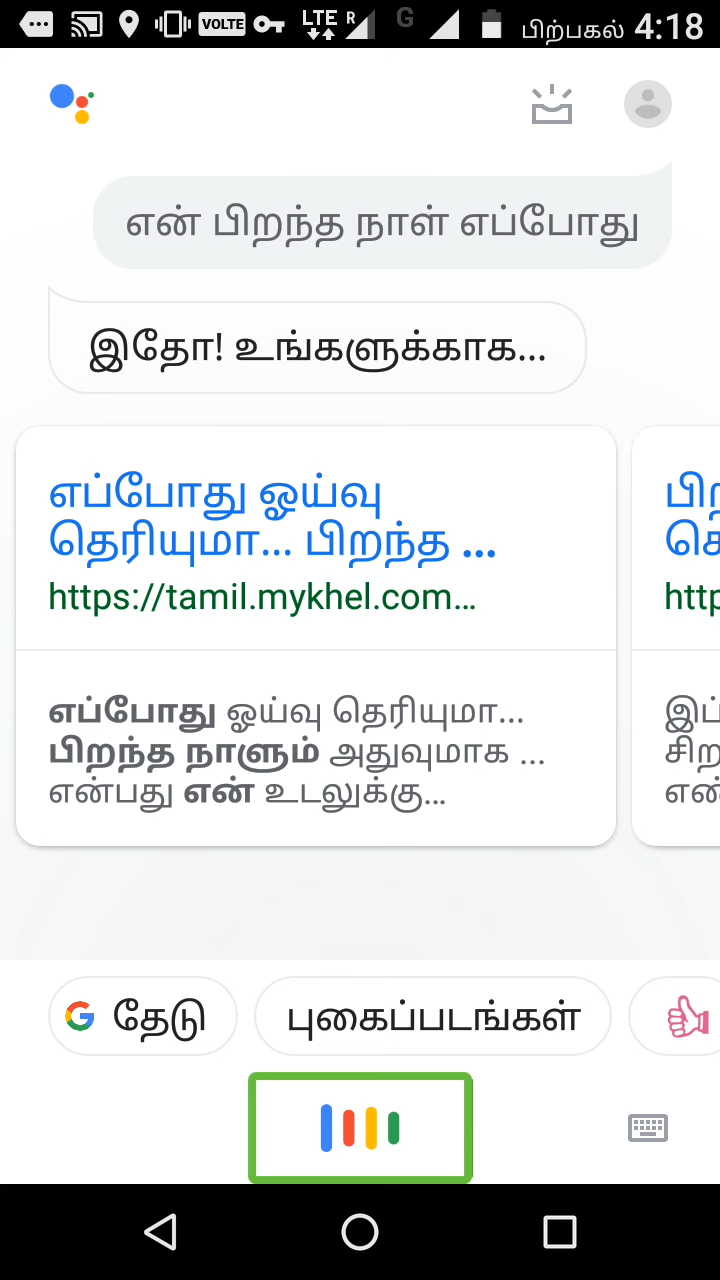 VOLTE LTE R G பிற்பகல் 4:18
என் பிறந்த நாள் எப்போது
இதோ! உங்களுக்காக...
எப்போது ஓய்வு
தெரியுமா... பிறந்த ...
https://tamil.mykhel.com...
எப்போது ஓய்வு தெரியுமா...
பிறந்த நாளும் அதுவுமாக ...
என்பது என் உடலுக்கு...
http
G தேடு
புகைப்படங்கள்